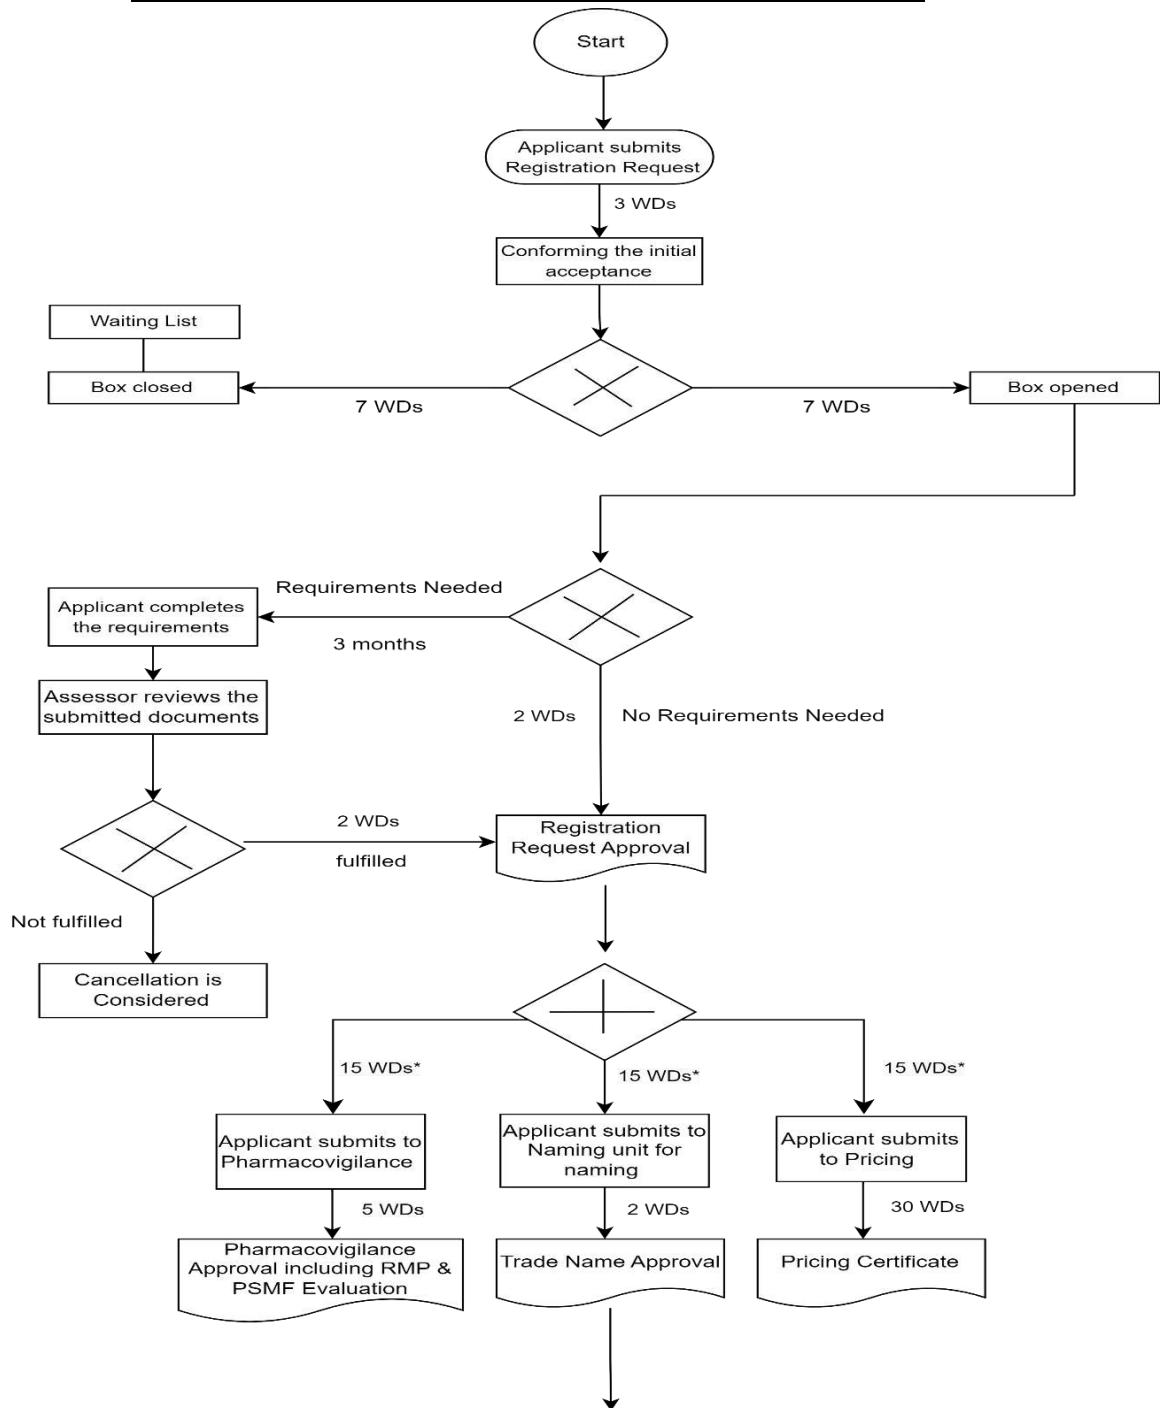 Start
Applicant submits
Registration Request
3 WDs
Conforming the initial
acceptance
Waiting List
Box closed
7 WDs
7 WDs
Box opened
Requirements Needed
3 months
Applicant completes
the requirements
Assessor reviews the
submitted documents
2 WDs
No Requirements Needed
2 WDs
fulfilled
Registration
Request Approval
Not fulfilled
Cancellation is
Considered
15 WDs*
15 WDs*
15 WDs*
Applicant submits to
Pharmacovigilance
Applicant submits to
Naming unit for
naming
Applicant submits
to Pricing
5 WDs
2 WDs
30 WDs
Pharmacovigilance
Approval including RMP &
PSMF Evaluation
Trade Name Approval
Pricing Certificate